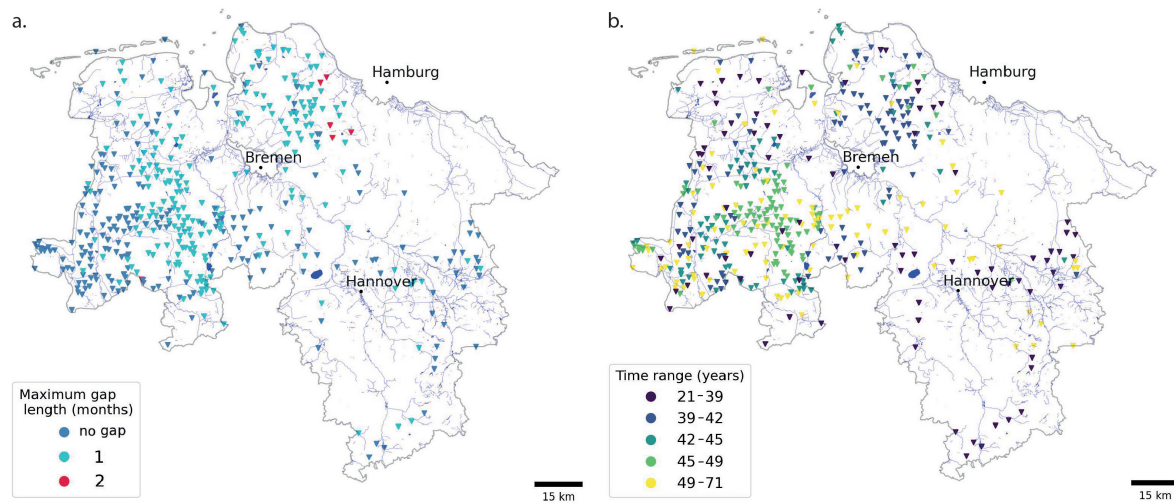 a.
Hamburg
Bremen
Hannover
Maximum gap
length (months)
no gap
1
2
15 km
b.
Hamburg
Bremen
Hannover
Time range (years)
21-39
39-42
42-45
45-49
49-71
15 km